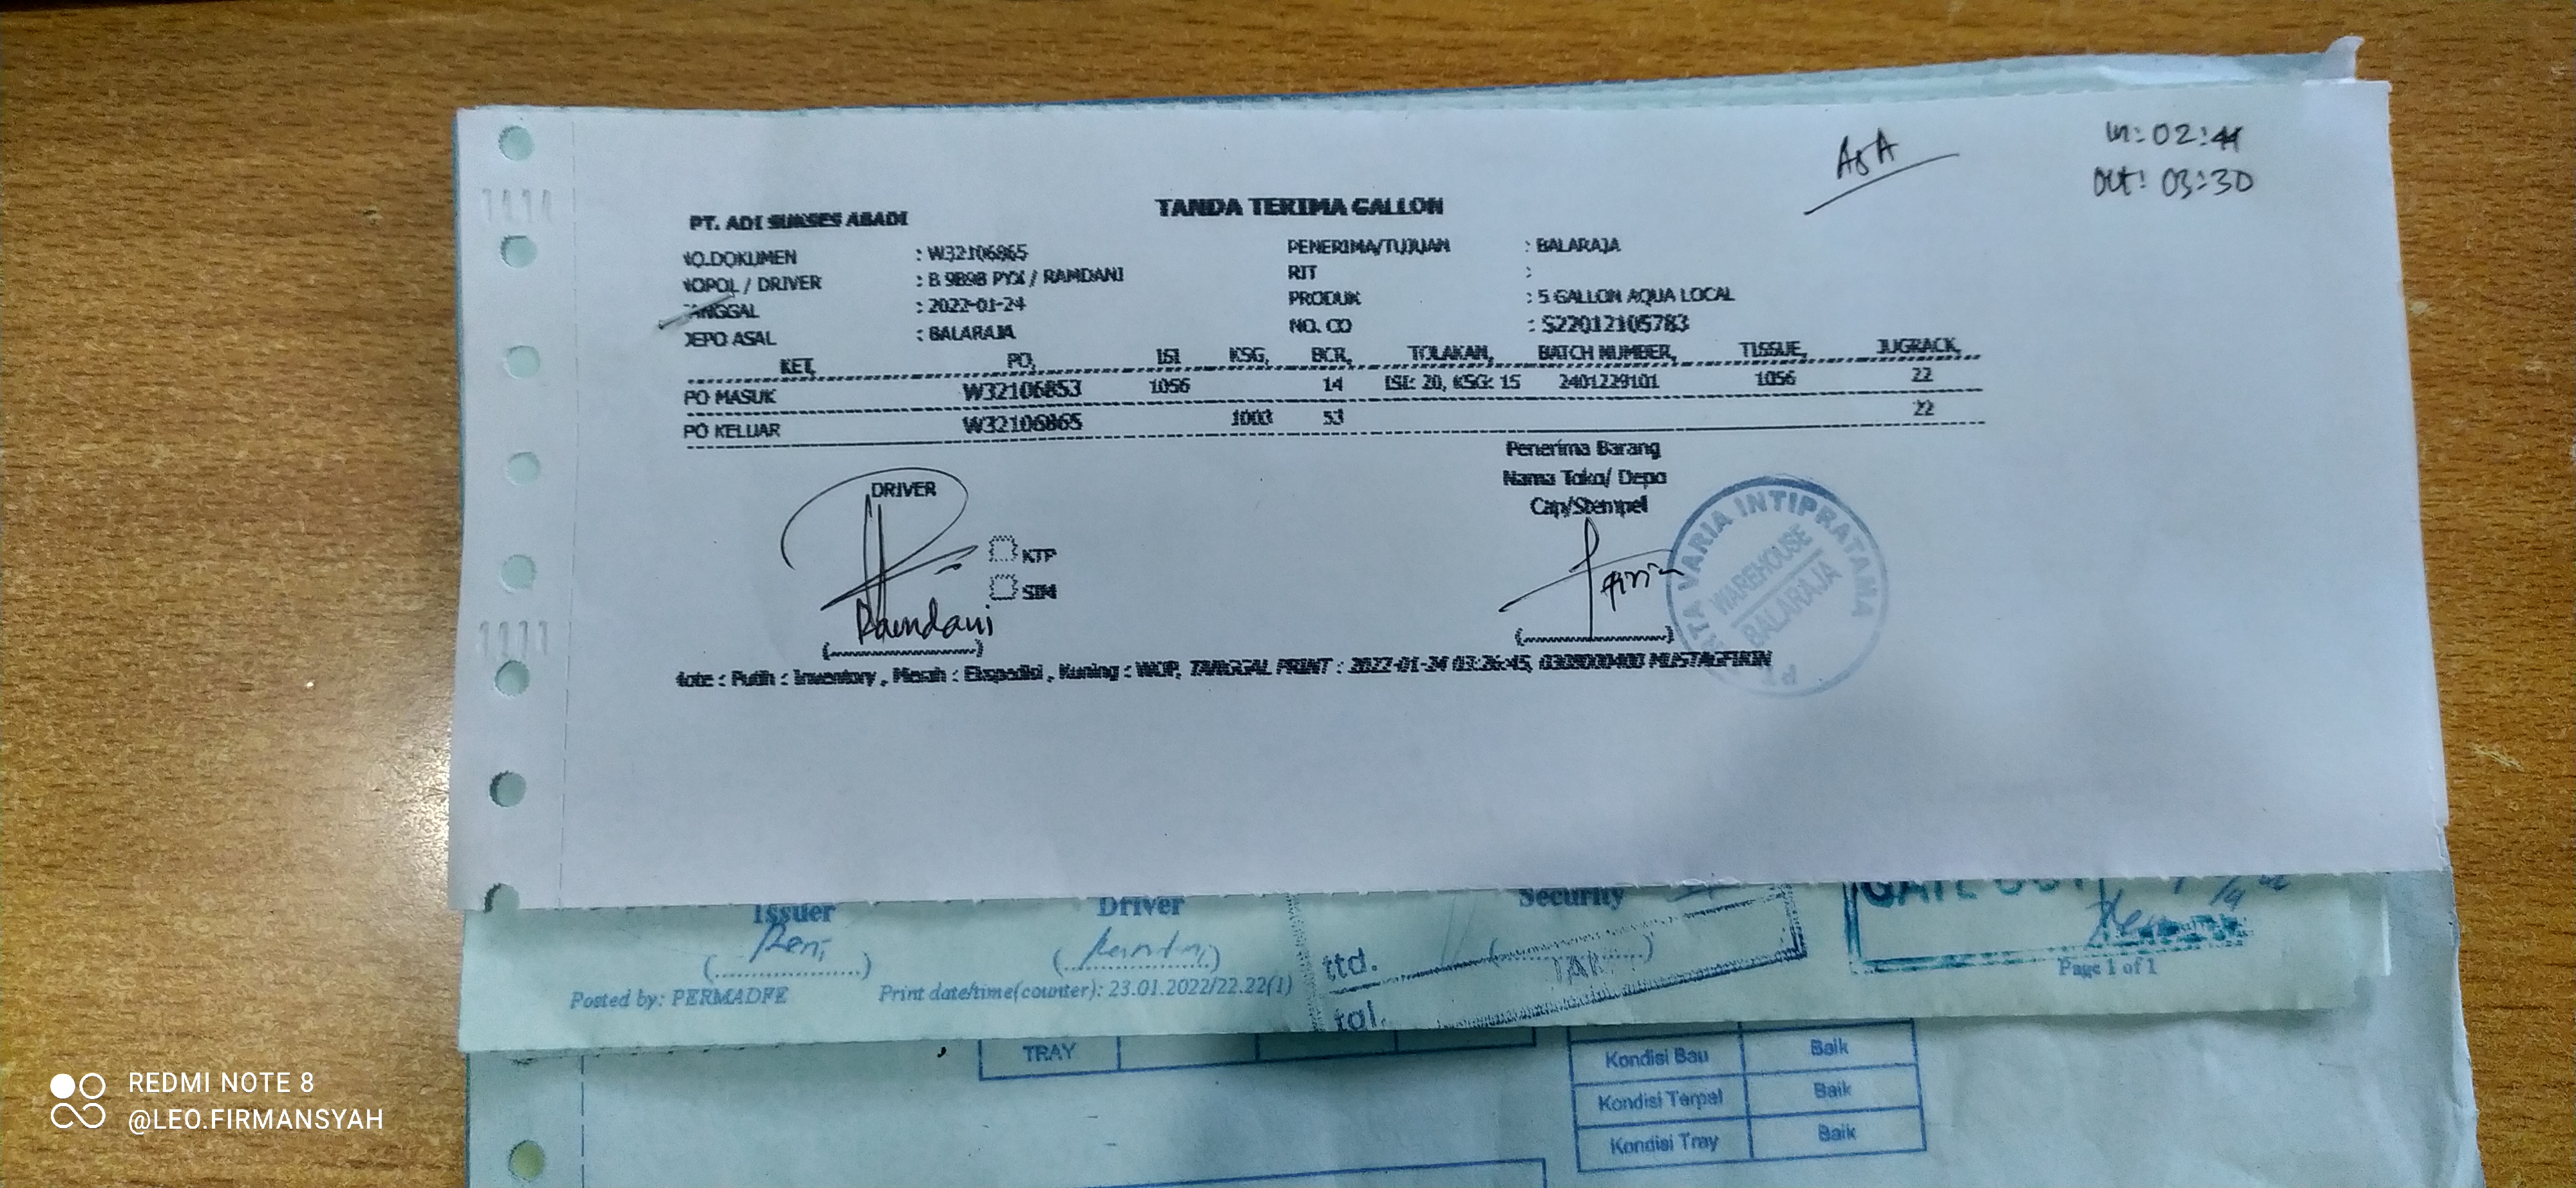 ASA
In: 02:41
Out: 03:30
PT. ADI SUKSES ABADI
TANDA TERIMA GALLON
NO.DOKUMEN : W32106865
PENERIMA/TUJUAN : BALARAJA
NOPOL / DRIVER : B 9898 PYX / RAMDANI
RIT :
TANGGAL : 2022-01-24
PRODUK : 5 GALLON AQUA LOCAL
DEPO ASAL : BALARAJA
NO. CO : S22012105783
KET, PO, ISI KSG, BCR, TOLAKAN, BATCH NUMBER, TISSUE, JUGRACK,
PO MASUK W32106853 1056 14 ISI: 20, KSG: 15 2401229101 1056 22
PO KELUAR W32106865 1003 53 22
DRIVER
KTP
SIM
Ramdani
(....................)
Penerima Barang
Nama Toko/ Depo
Cap/Stempel
(....................)
PT. TIRTA VARIA INTIPRATAMA
WAREHOUSE
BALARAJA
Note : Putih : Inventory , Merah : Ekspedisi , Kuning : WOP, TANGGAL PRINT : 2022-01-24 03:26:45, 0308000400 MUSTAGFIRIN
Issuer
Driver
Security
GATE OUT
Reni
Ramdani
(....................)
(....................)
(....................)
ttd.
tgl.
Posted by: PERMADFE
Print date/time(counter): 23.01.2022/22.22(1)
Page 1 of 1
TRAY
Kondisi Bau Baik
Kondisi Terpal Baik
Kondisi Tray Baik
REDMI NOTE 8
@LEO.FIRMANSYAH